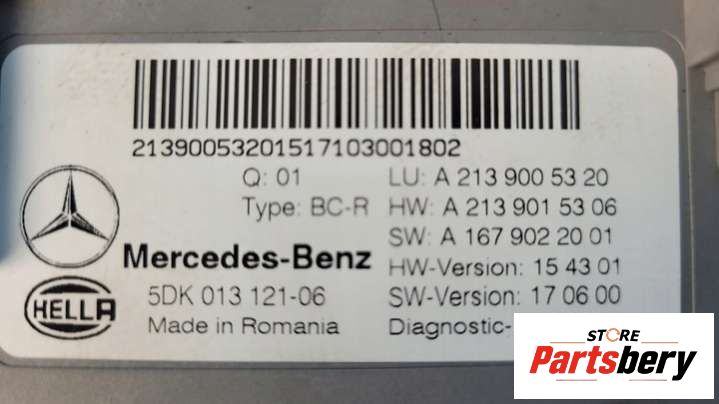 213900532015171030​01802
Q: 01
Type: BC-R
LU: A 213 900 53 20
HW: A 213 901 53 06
SW: A 167 902 20 01
Mercedes-Benz
HW-Version: 15 43 01
HELLA
5DK 013 121-06
SW-Version: 17 06 00
Made in Romania
Diagnostic-
STORE
Partsbery